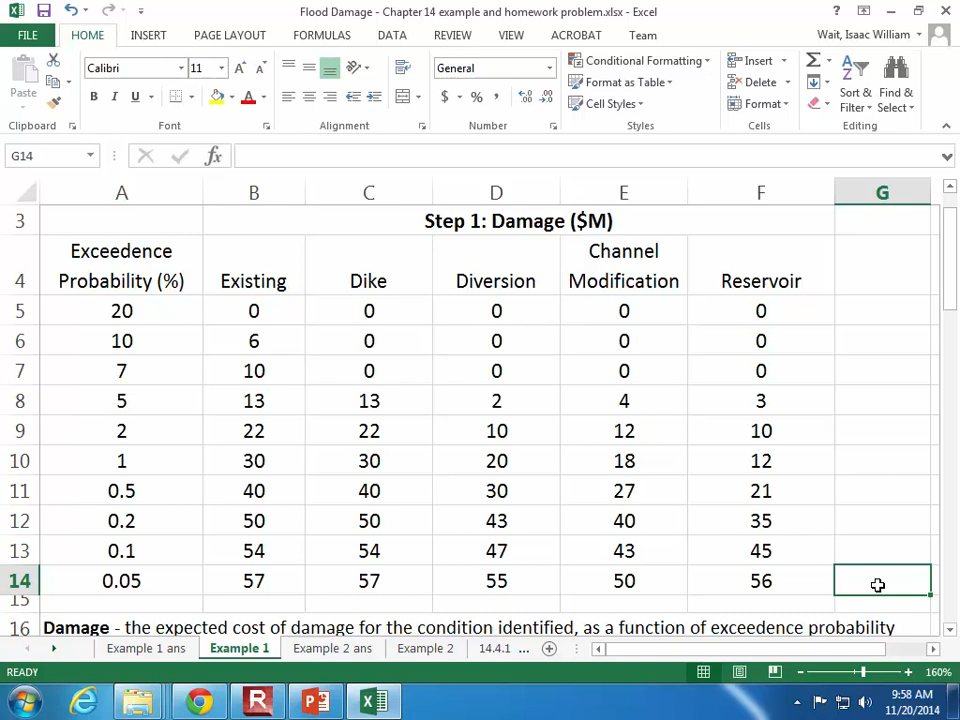 Flood Damage - Chapter 14 example and homework problem.xlsx - Excel
FILE HOME INSERT PAGE LAYOUT FORMULAS DATA REVIEW VIEW ACROBAT Team Wait, Isaac William
Paste Calibri 11 General Conditional Formatting Insert Σ
B I U $ % , Format as Table Delete Sort & Find &
Cell Styles Format Filter Select
Clipboard Font Alignment Number Styles Cells Editing
G14 fx
A B C D E F G
3 Step 1: Damage ($M)
Exceedence Channel
4 Probability (%) Existing Dike Diversion Modification Reservoir
5 20 0 0 0 0 0
6 10 6 0 0 0 0
7 7 10 0 0 0 0
8 5 13 13 2 4 3
9 2 22 22 10 12 10
10 1 30 30 20 18 12
11 0.5 40 40 30 27 21
12 0.2 50 50 43 40 35
13 0.1 54 54 47 43 45
14 0.05 57 57 55 50 56
15
16 Damage - the expected cost of damage for the condition identified, as a function of exceedence probability
Example 1 ans Example 1 Example 2 ans Example 2 14.4.1 ...
READY 160%
9:58 AM
11/20/2014